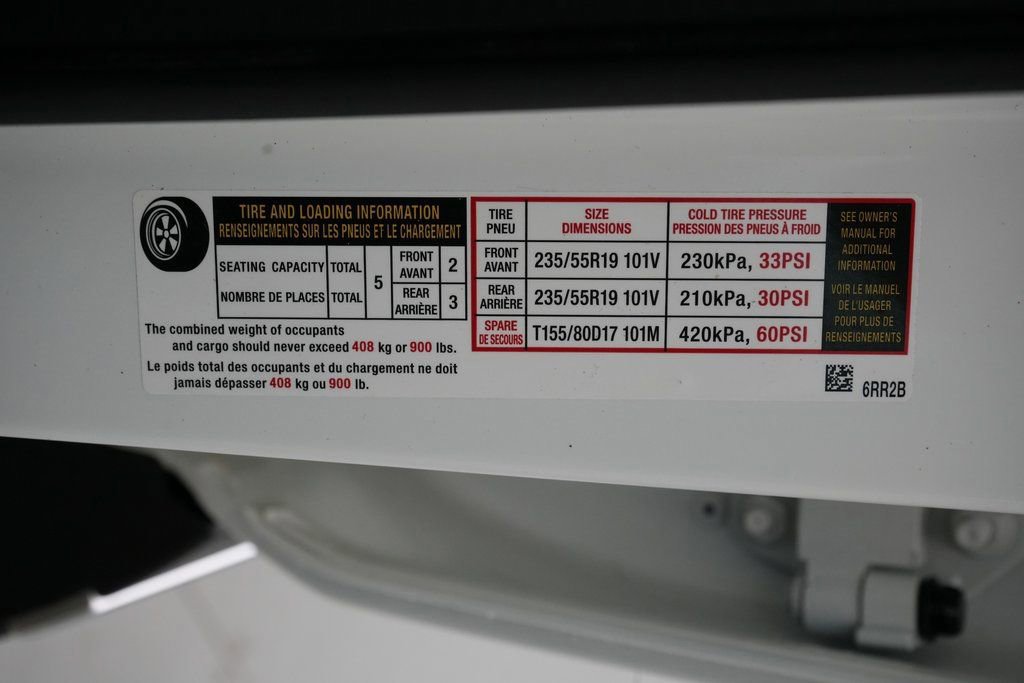 TIRE AND LOADING INFORMATION
RENSEIGNEMENTS SUR LES PNEUS ET LE CHARGEMENT
SEATING CAPACITY TOTAL 5 FRONT AVANT 2
NOMBRE DE PLACES TOTAL REAR ARRIÈRE 3
The combined weight of occupants
and cargo should never exceed 408 kg or 900 lbs.
Le poids total des occupants et du chargement ne doit
jamais dépasser 408 kg ou 900 lb.
TIRE PNEU SIZE DIMENSIONS COLD TIRE PRESSURE PRESSION DES PNEUS À FROID
FRONT AVANT 235/55R19 101V 230kPa, 33PSI
REAR ARRIÈRE 235/55R19 101V 210kPa, 30PSI
SPARE DE SECOURS T155/80D17 101M 420kPa, 60PSI
SEE OWNER'S
MANUAL FOR
ADDITIONAL
INFORMATION
VOIR LE MANUEL
DE L'USAGER
POUR PLUS DE
RENSEIGNEMENTS
6RR2B